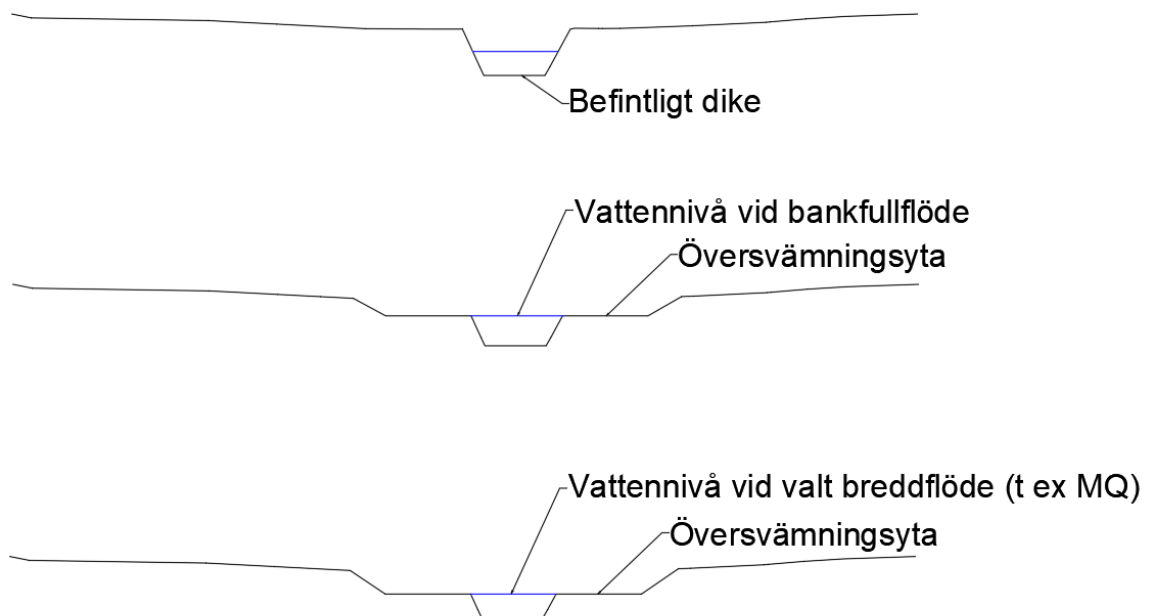 Befintligt dike
Vattennivå vid bankfullflöde
Översvämningsyta
Vattennivå vid valt breddflöde (t ex MQ)
Översvämningsyta